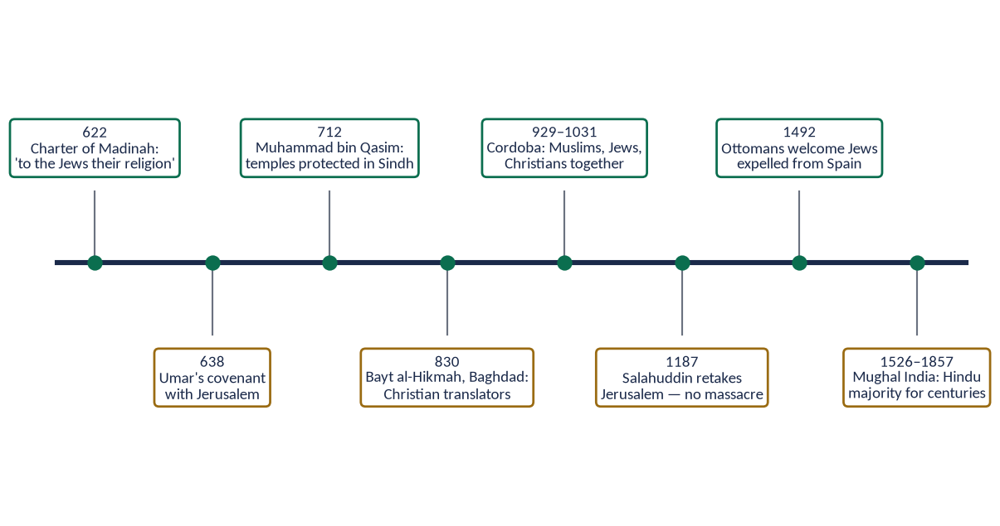 622
Charter of Madinah:
'to the Jews their religion'
712
Muhammad bin Qasim:
temples protected in Sindh
929–1031
Cordoba: Muslims, Jews,
Christians together
1492
Ottomans welcome Jews
expelled from Spain
638
Umar's covenant
with Jerusalem
830
Bayt al-Hikmah, Baghdad:
Christian translators
1187
Salahuddin retakes
Jerusalem — no massacre
1526–1857
Mughal India: Hindu
majority for centuries